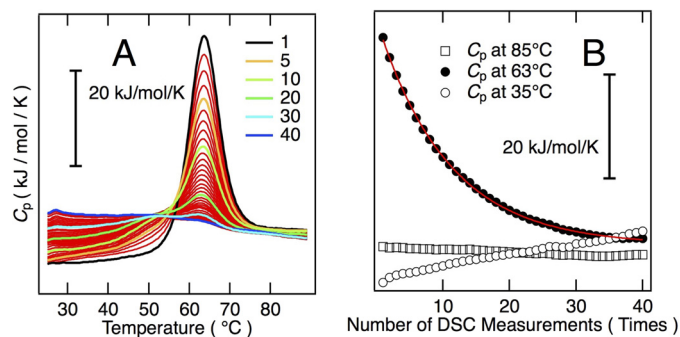 A
1
5
10
20
30
40
20 kJ/mol/K
Cp ( kJ / mol / K )
30 40 50 60 70 80
Temperature ( °C )
B
Cp at 85°C
Cp at 63°C
Cp at 35°C
20 kJ/mol/K
10 20 30 40
Number of DSC Measurements ( Times )